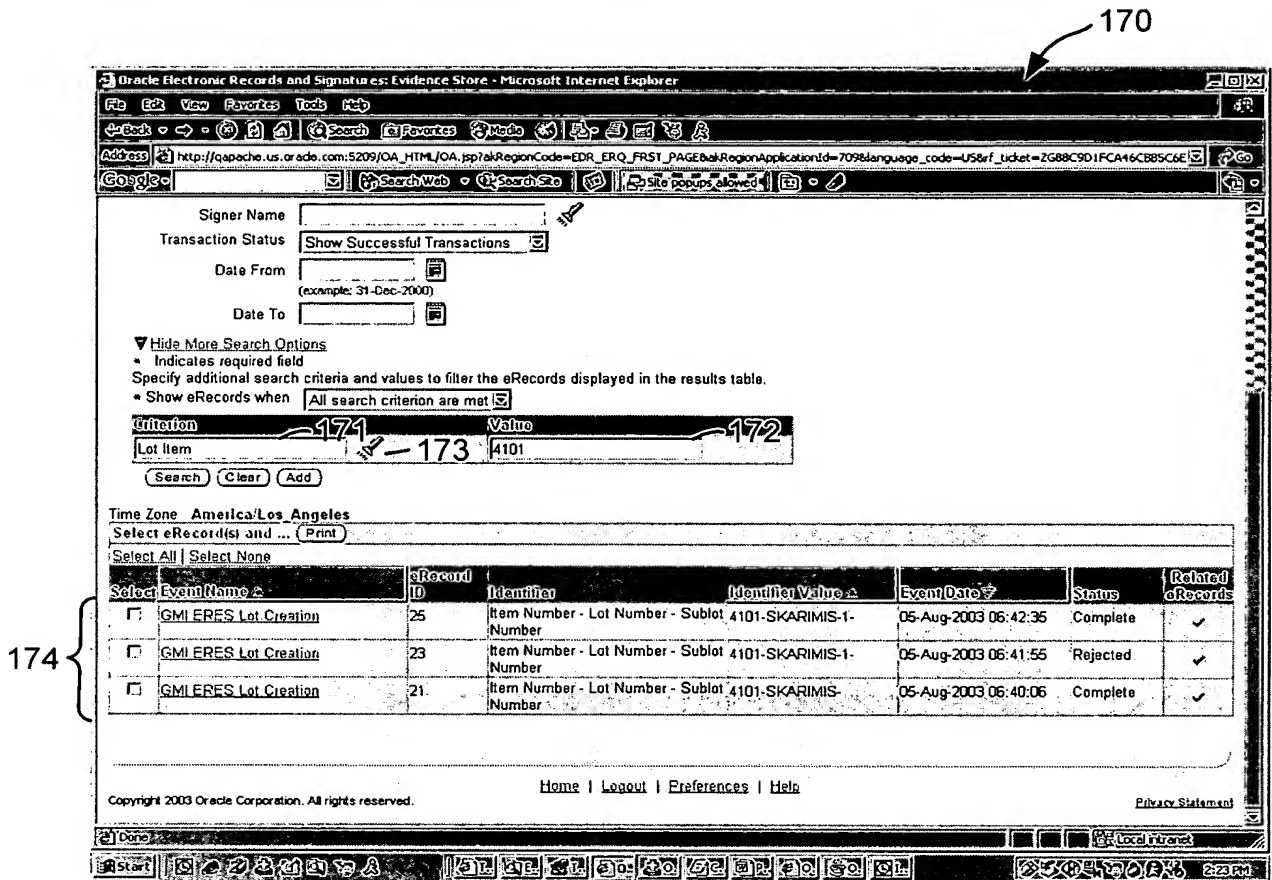 170
Oracle Electronic Records and Signatures: Evidence Store - Microsoft Internet Explorer
File Edit View Favorites Tools Help
Back Search Favorites Media
Address http://qapache.us.oracle.com:5209/OA_HTML/OA.jsp?akRegionCode=EDR_ERQ_FRST_PAGE&akRegionApplicationId=709&language_code=US&rf_ticket=ZG88C9D1FCA46CBB5C6E Go
Google Search Web Search Site Site popups allowed
Signer Name
Transaction Status Show Successful Transactions
Date From
(example: 31-Dec-2000)
Date To
Hide More Search Options
* Indicates required field
Specify additional search criteria and values to filter the eRecords displayed in the results table.
* Show eRecords when All search criterion are met
Criterion Value
171 172
Lot Item 173 4101
Search Clear Add
Time Zone America/Los_Angeles
Select eRecord(s) and ... Print
Select All | Select None
Select Event Name eRecord ID Identifier Identifier Value Event Date Status Related eRecords
GMI ERES Lot Creation 25 Item Number - Lot Number - Sublot Number 4101-SKARIMIS-1- 05-Aug-2003 06:42:35 Complete
174 GMI ERES Lot Creation 23 Item Number - Lot Number - Sublot Number 4101-SKARIMIS-1- 05-Aug-2003 06:41:55 Rejected
GMI ERES Lot Creation 21 Item Number - Lot Number - Sublot Number 4101-SKARIMIS- 05-Aug-2003 06:40:06 Complete
Home | Logout | Preferences | Help
Copyright 2003 Oracle Corporation. All rights reserved. Privacy Statement
Done Local intranet
Start 2:23 PM